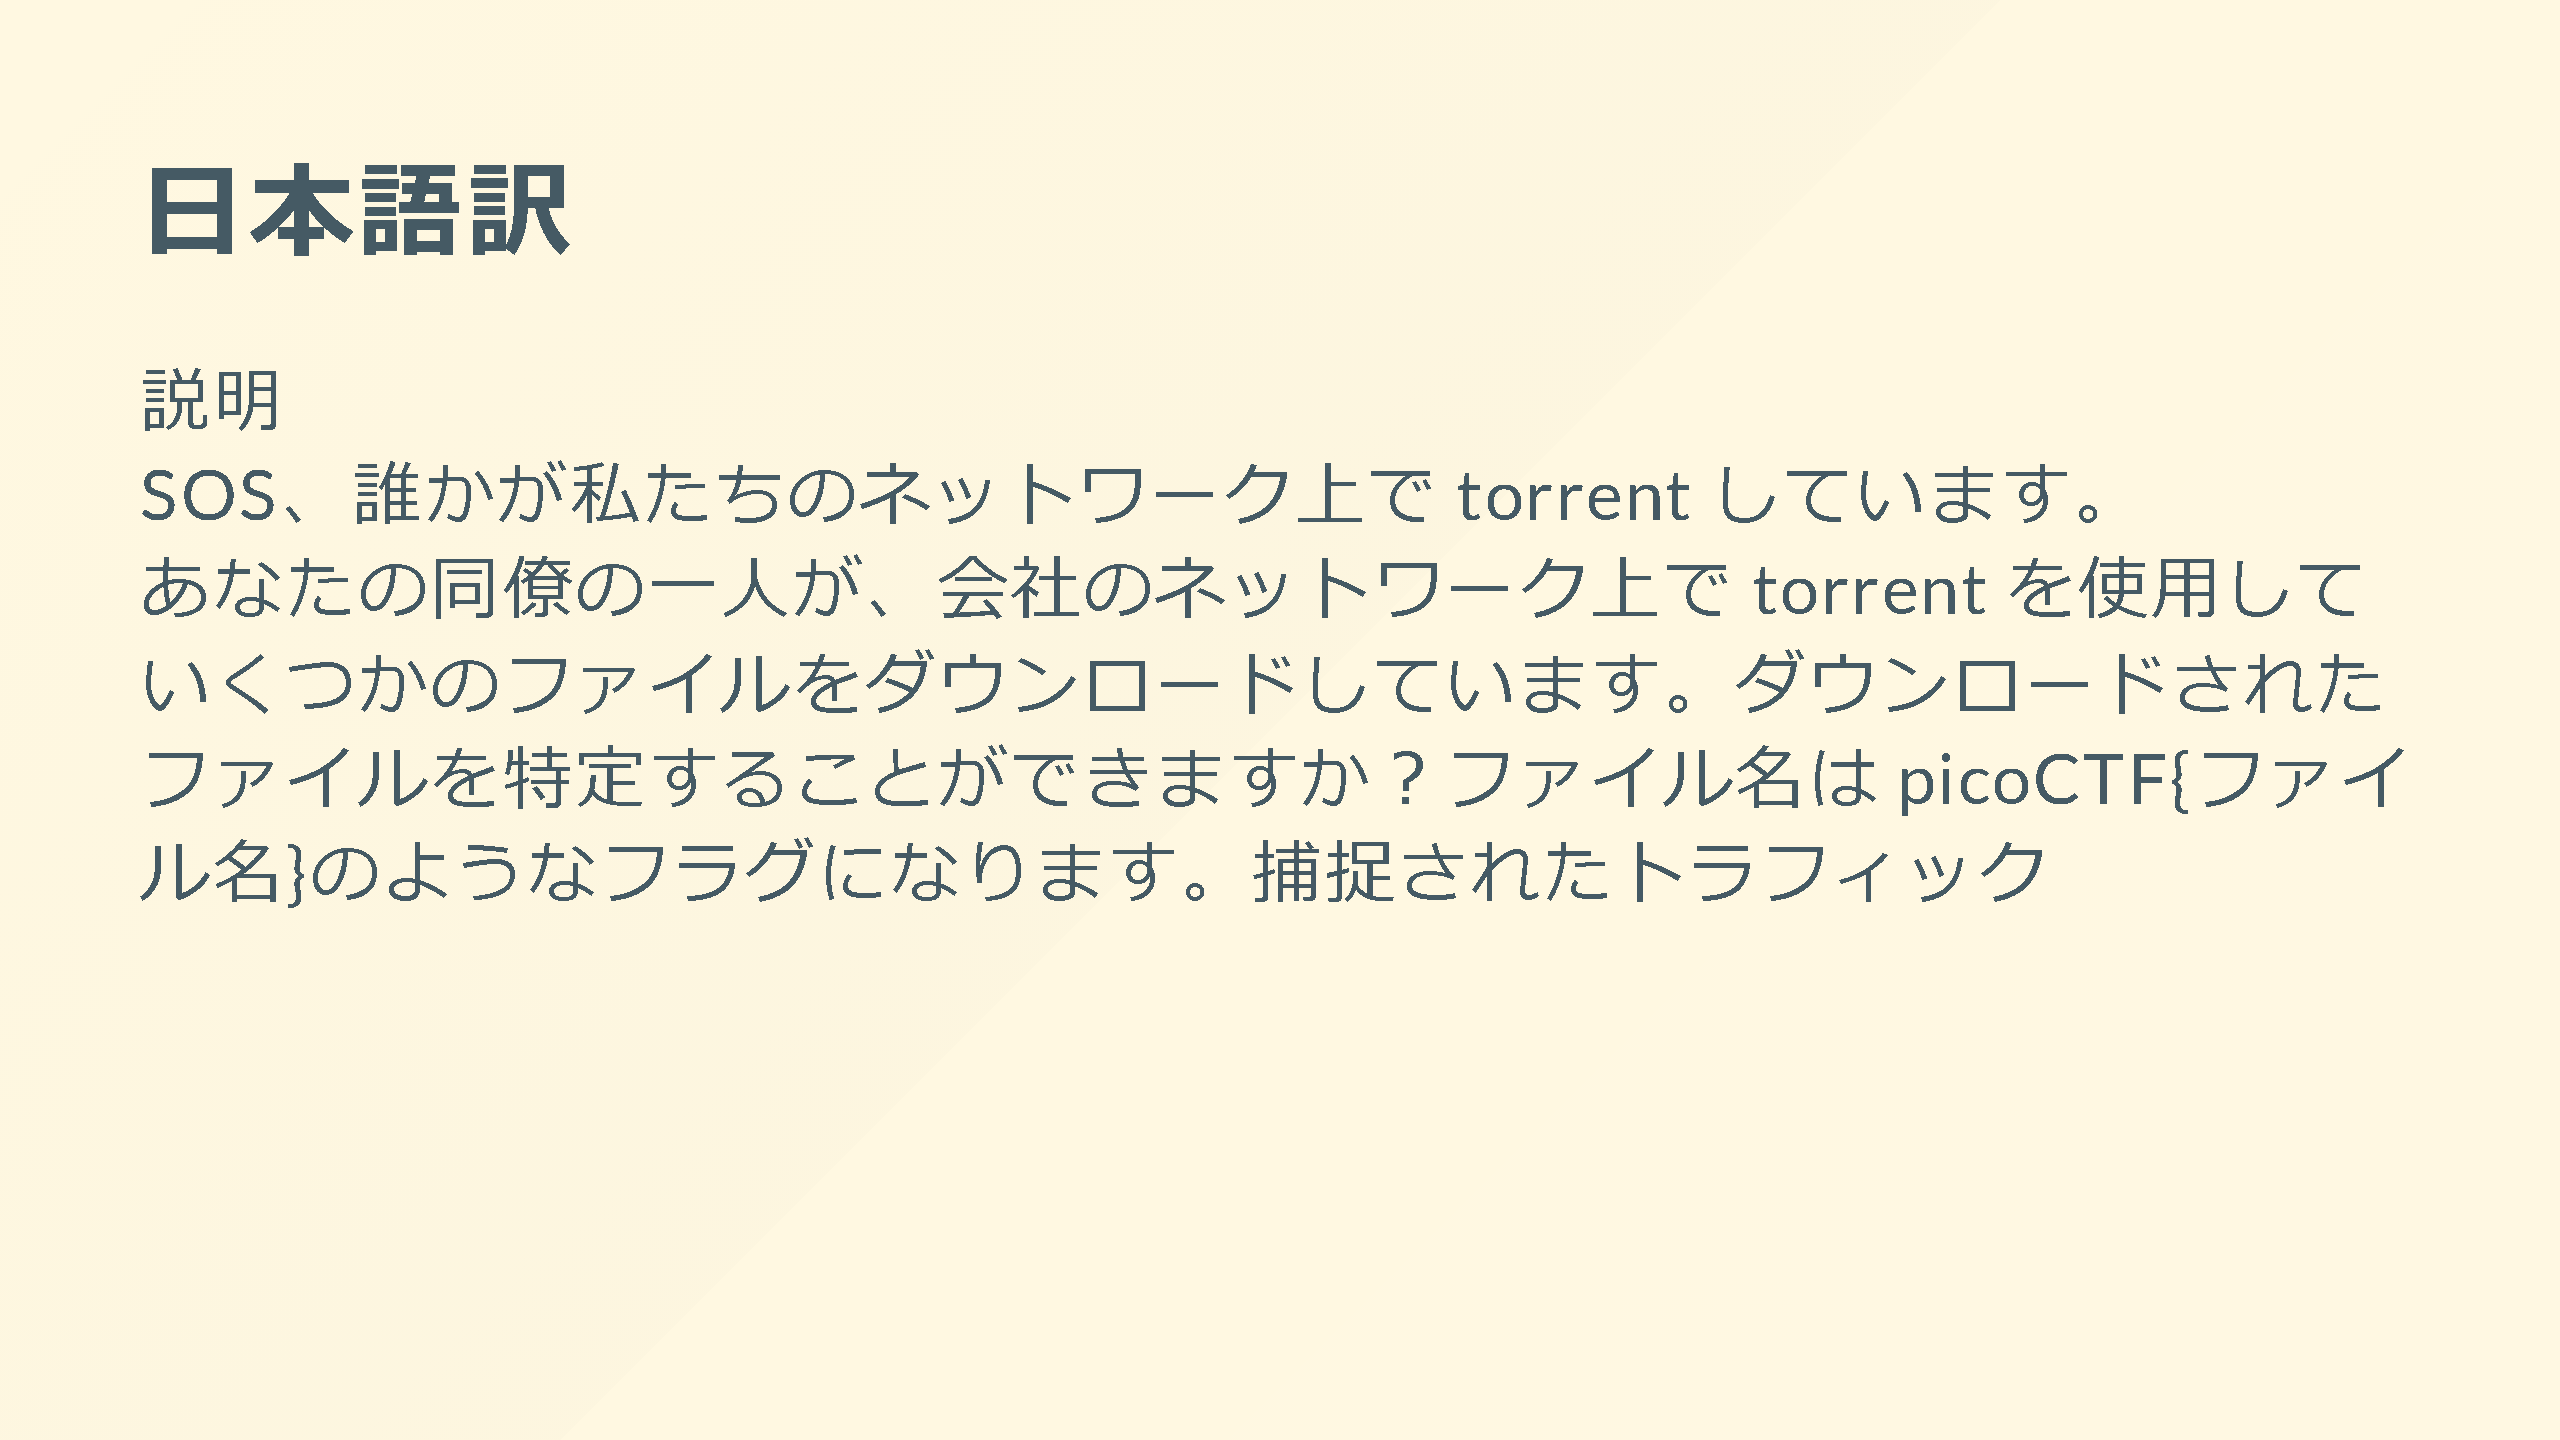 日本語訳
説明
SOS、誰かが私たちのネットワーク上で torrent しています。
あなたの同僚の一人が、会社のネットワーク上で torrent を使用して
いくつかのファイルをダウンロードしています。ダウンロードされた
ファイルを特定することができますか？ファイル名は picoCTF{ファイ
ル名}のようなフラグになります。捕捉されたトラフィック